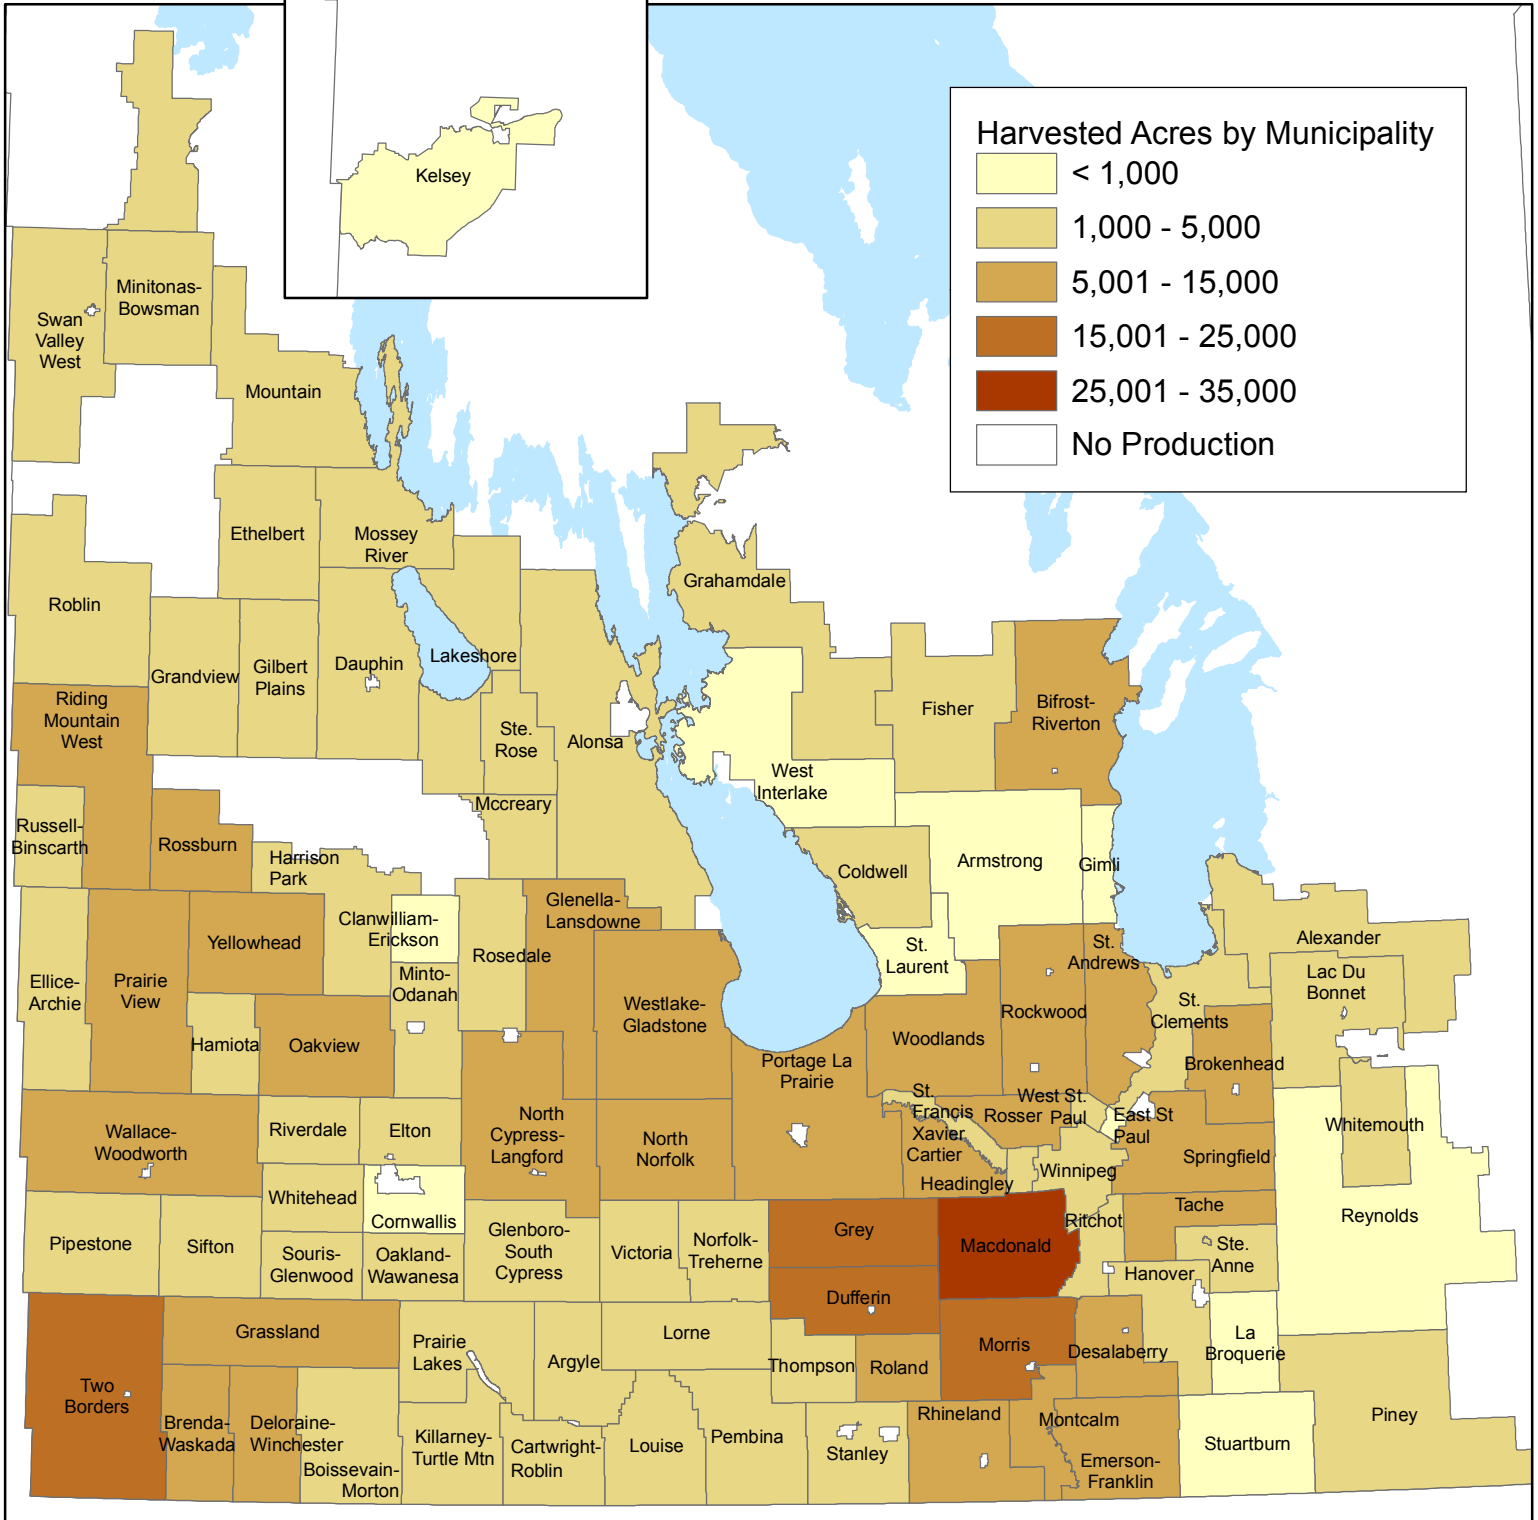 Kelsey
Harvested Acres by Municipality
< 1,000
1,000 - 5,000
5,001 - 15,000
15,001 - 25,000
25,001 - 35,000
No Production
Minitonas-
Bowsman
Swan
Valley
West
Mountain
Ethelbert
Mossey
River
Grahamdale
Roblin
Grandview
Gilbert
Plains
Dauphin
Lakeshore
Riding
Mountain
West
Ste.
Rose
Alonsa
Fisher
Bifrost-
Riverton
West
Interlake
Mccreary
Russell-
Binscarth
Rossburn
Harrison
Park
Coldwell
Armstrong
Gimli
Glenella-
Lansdowne
Clanwilliam-
Erickson
Yellowhead
Rosedale
St.
Laurent
St.
Andrews
Alexander
Ellice-
Archie
Prairie
View
Minto-
Odanah
Lac Du
Bonnet
Westlake-
Gladstone
St.
Clements
Rockwood
Hamiota
Oakview
Woodlands
Portage La
Prairie
Brokenhead
St.
Francis
Xavier
West St.
Paul
Rosser
East St
Paul
Whitemouth
Wallace-
Woodworth
Riverdale
Elton
North
Cypress-
Langford
North
Norfolk
Cartier
Springfield
Winnipeg
Headingley
Whitehead
Cornwallis
Tache
Reynolds
Pipestone
Sifton
Souris-
Glenwood
Oakland-
Wawanesa
Glenboro-
South
Cypress
Victoria
Norfolk-
Treherne
Grey
Macdonald
Ritchot
Ste.
Anne
Hanover
Dufferin
Grassland
Prairie
Lakes
Lorne
Argyle
Morris
Desalaberry
La
Broquerie
Thompson
Roland
Two
Borders
Brenda-
Waskada
Deloraine-
Winchester
Boissevain-
Morton
Killarney-
Turtle Mtn
Cartwright-
Roblin
Louise
Pembina
Stanley
Rhineland
Montcalm
Emerson-
Franklin
Stuartburn
Piney